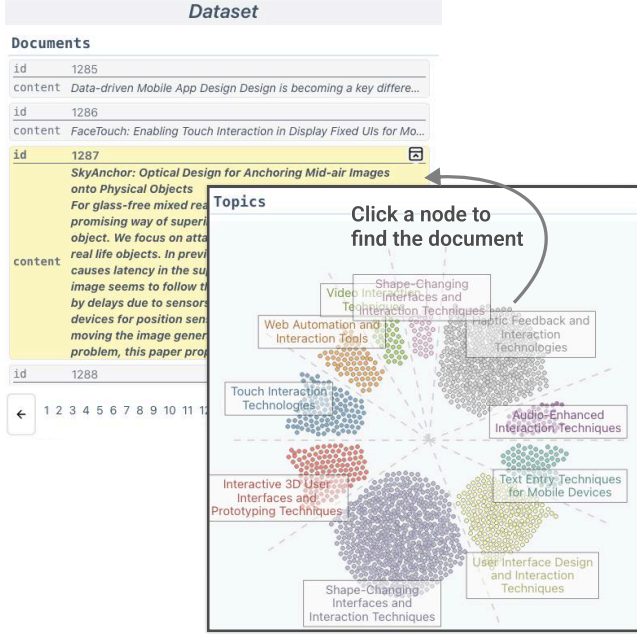 Dataset
Documents
id 1285
content Data-driven Mobile App Design Design is becoming a key differe...
id 1286
content FaceTouch: Enabling Touch Interaction in Display Fixed UIs for Mo...
id 1287
SkyAnchor: Optical Design for Anchoring Mid-air Images
onto Physical Objects
For glass-free mixed rea
promising way of superi
object. We focus on atta
real life objects. In previ
content
causes latency in the sup
image seems to follow th
by delays due to sensors
devices for position sens
moving the image gener
problem, this paper prop
id 1288
1 2 3 4 5 6 7 8 9 10 11
Topics
Click a node to
find the document
Shape-Changing
Interfaces and
Interaction Techniques
Video Interaction
Techniques
Haptic Feedback and
Interaction
Technologies
Web Automation and
Interaction Tools
Touch Interaction
Technologies
Audio-Enhanced
Interaction Techniques
Interactive 3D User
Interfaces and
Prototyping Techniques
Text Entry Techniques
for Mobile Devices
User Interface Design
and Interaction
Techniques
Shape-Changing
Interfaces and
Interaction Techniques